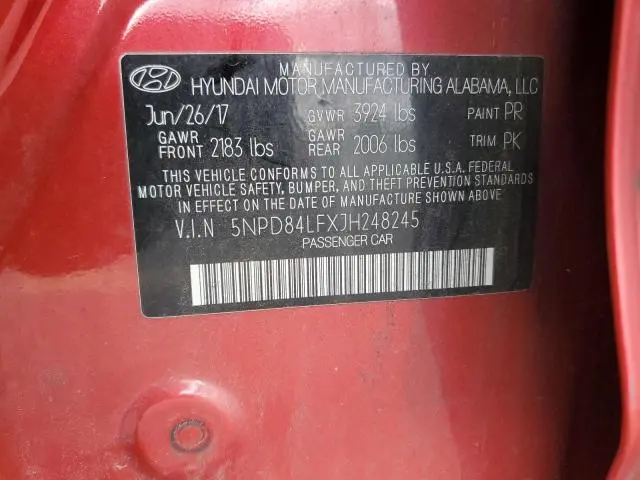 MANUFACTURED BY
HYUNDAI MOTOR MANUFACTURING ALABAMA, LLC
Jun/26/17 GVWR 3924 lbs PAINT PR
GAWR FRONT 2183 lbs GAWR REAR 2006 lbs TRIM PK
THIS VEHICLE CONFORMS TO ALL APPLICABLE U.S.A. FEDERAL
MOTOR VEHICLE SAFETY, BUMPER, AND THEFT PREVENTION STANDARDS
IN EFFECT ON THE DATE OF MANUFACTURE SHOWN ABOVE
V.I.N 5NPD84LFXJH248245
PASSENGER CAR